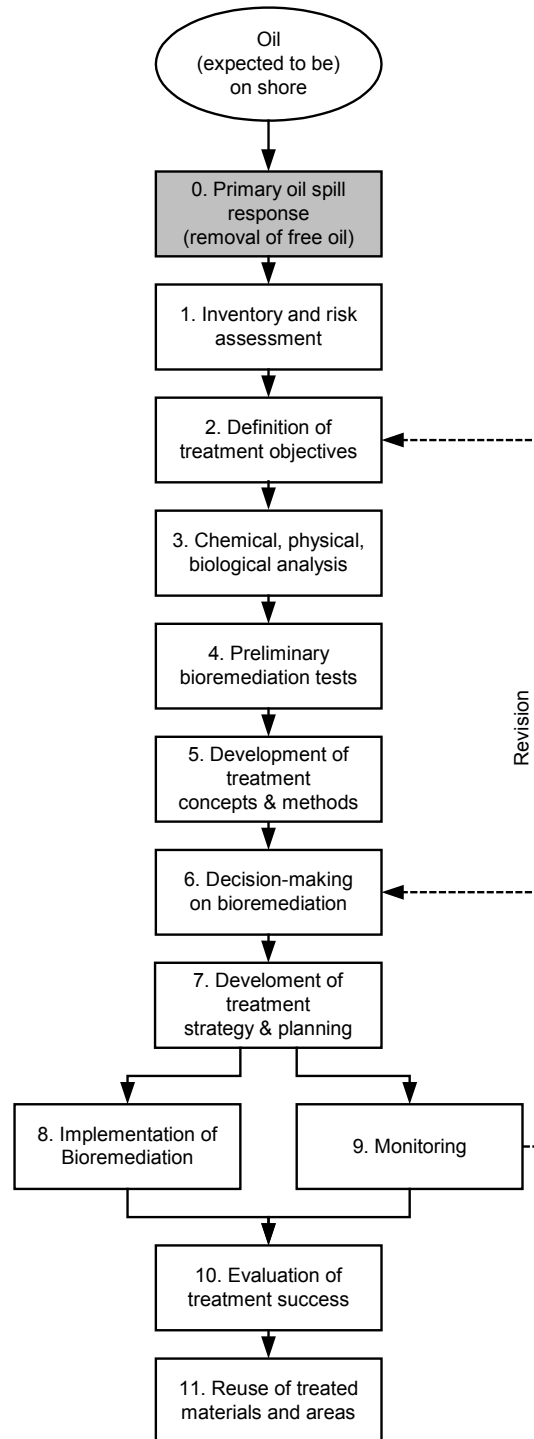 Oil
(expected to be)
on shore
0. Primary oil spill
response
(removal of free oil)
1. Inventory and risk
assessment
2. Definition of
treatment objectives
3. Chemical, physical,
biological analysis
4. Preliminary
bioremediation tests
5. Development of
treatment
concepts & methods
Revision
6. Decision-making
on bioremediation
7. Develoment of
treatment
strategy & planning
8. Implementation of
Bioremediation
9. Monitoring
10. Evaluation of
treatment success
11. Reuse of treated
materials and areas